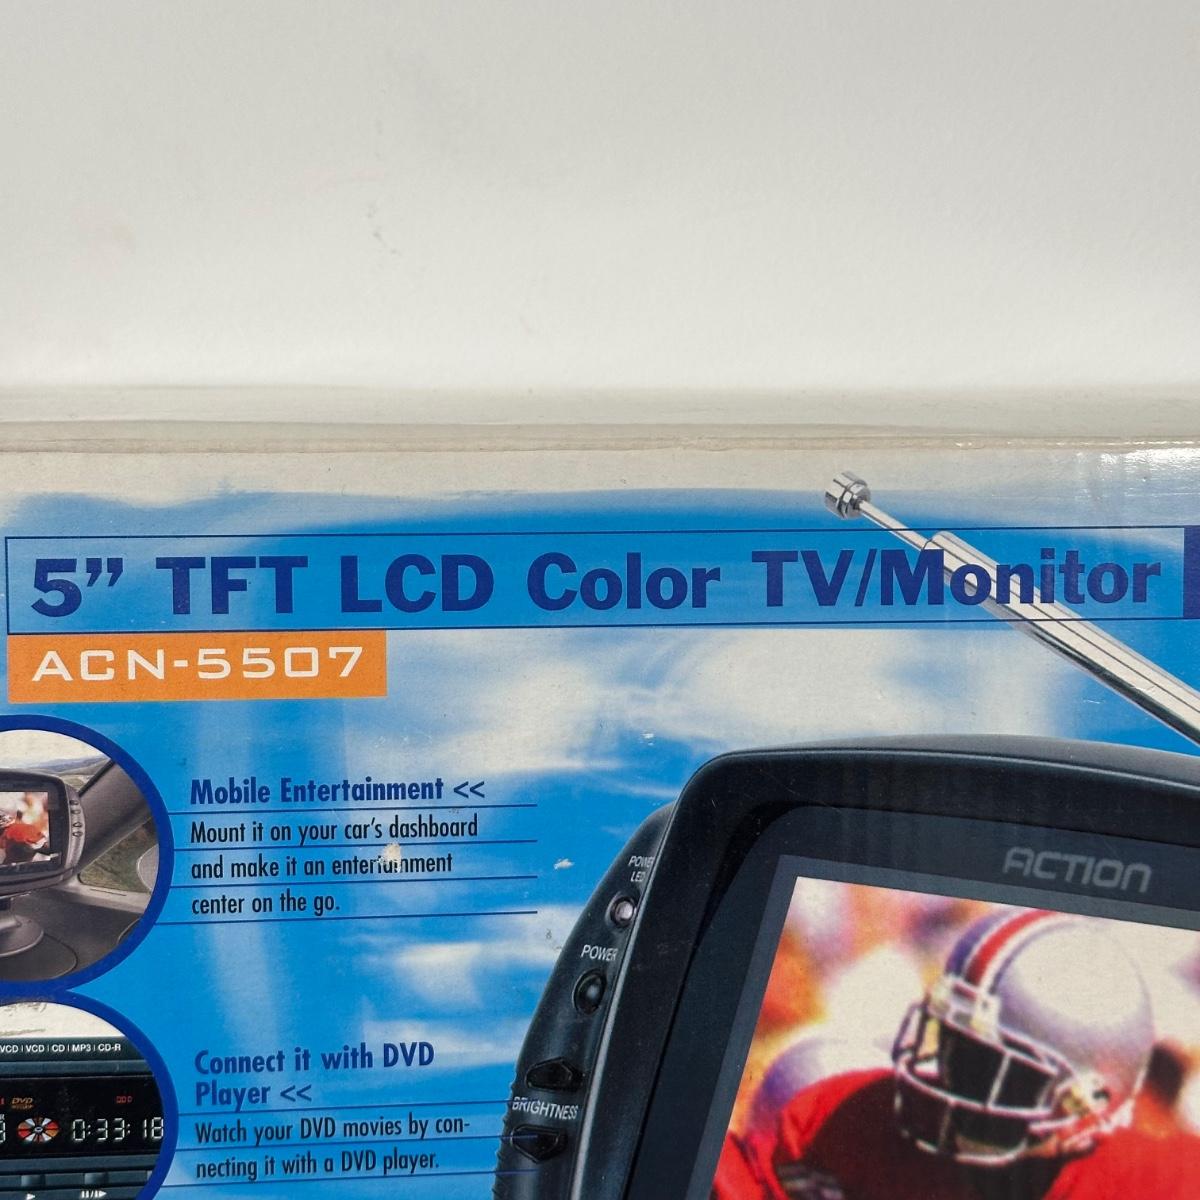 5" TFT LCD Color TV/Monitor
ACN-5507
Mobile Entertainment <<
Mount it on your car's dashboard
and make it an entertainment
center on the go.
POWER
LED
ACTION
POWER
Connect it with DVD
Player <<
VCD | VCD | CD | MP3 | CD-R
DVD
0:33:18
BRIGHTNESS
Watch your DVD movies by con-
necting it with a DVD player.